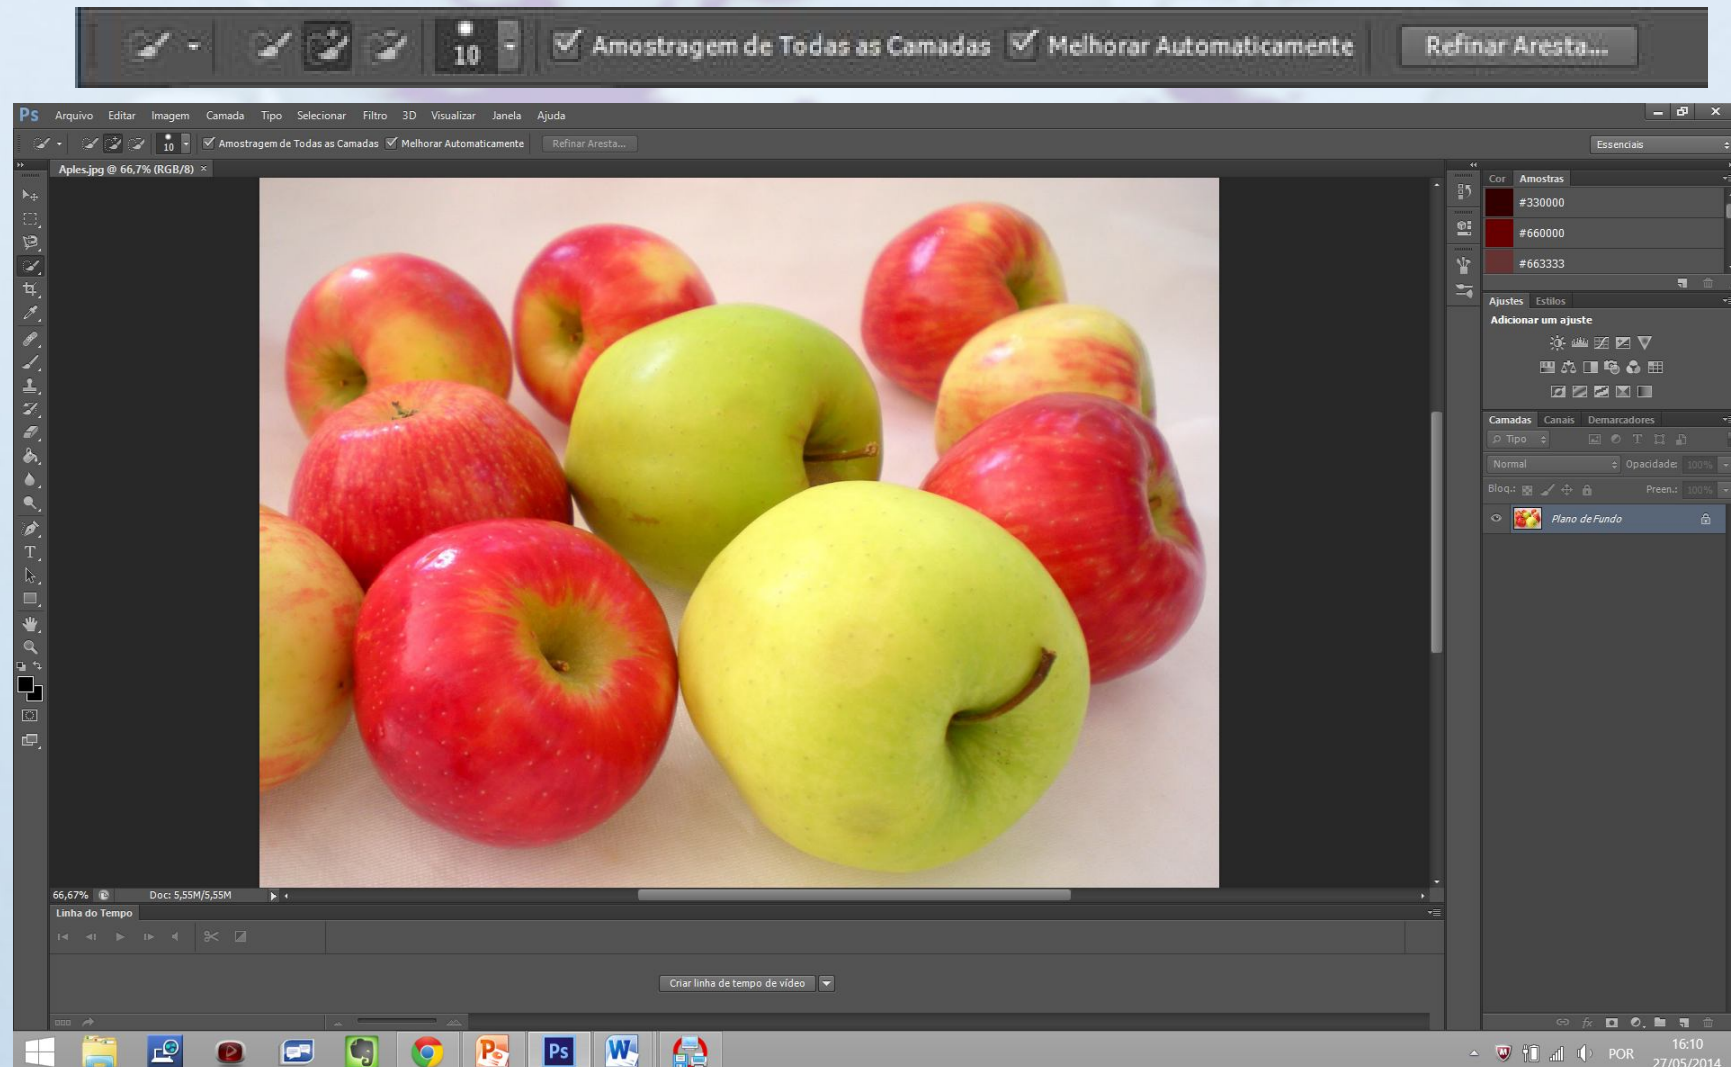 10 Amostragem de Todas as Camadas Melhorar Automaticamente Refinar Aresta...
Ps Arquivo Editar Imagem Camada Tipo Selecionar Filtro 3D Visualizar Janela Ajuda
10 Amostragem de Todas as Camadas Melhorar Automaticamente Refinar Aresta... Essenciais
Aples.jpg @ 66,7% (RGB/8) ×
Cor Amostras
#330000
#660000
#663333
Ajustes Estilos
Adicionar um ajuste
Camadas Canais Demarcadores
Tipo
Normal Opacidade: 100%
Bloq.: Preen.: 100%
Plano de Fundo
66,67% Doc: 5,55M/5,55M
Linha do Tempo
Criar linha de tempo de vídeo
fx
Ps W POR 16:10
27/05/2014